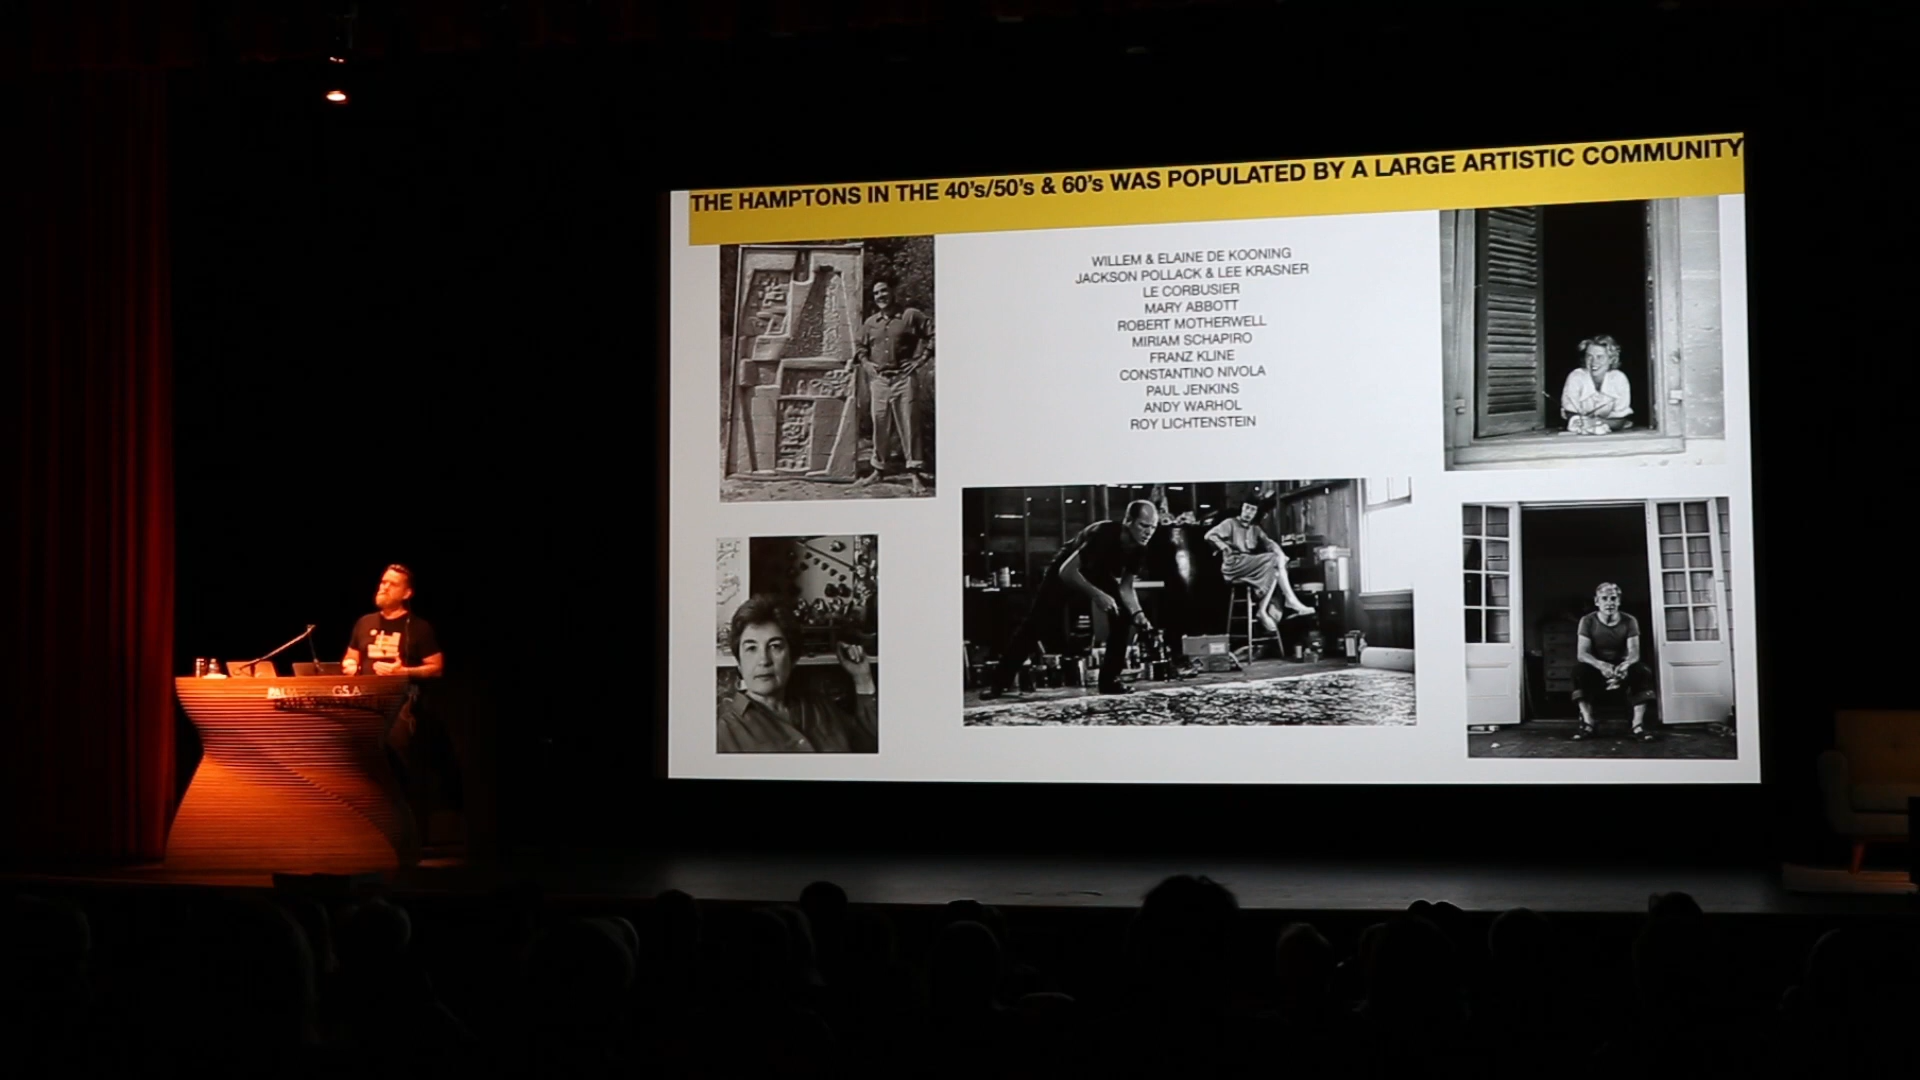 THE HAMPTONS IN THE 40's/50's & 60's WAS POPULATED BY A LARGE ARTISTIC COMMUNITY
WILLEM & ELAINE DE KOONING
JACKSON POLLACK & LEE KRASNER
LE CORBUSIER
MARY ABBOTT
ROBERT MOTHERWELL
MIRIAM SCHAPIRO
FRANZ KLINE
CONSTANTINO NIVOLA
PAUL JENKINS
ANDY WARHOL
ROY LICHTENSTEIN